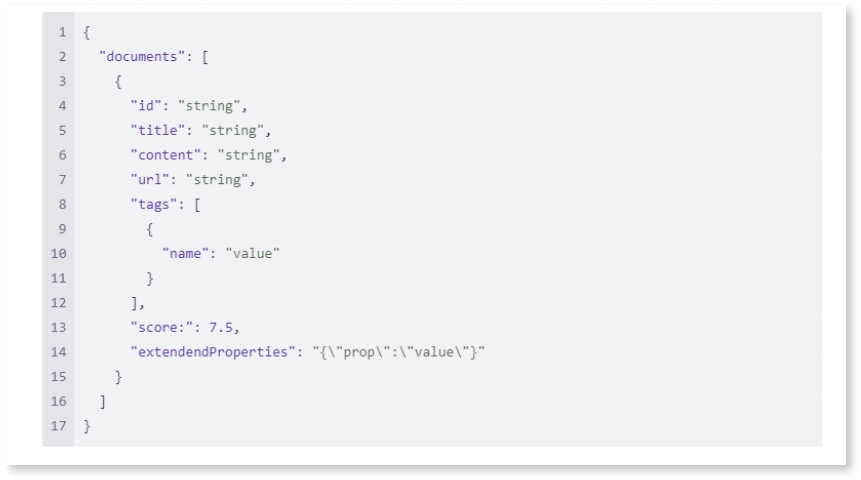 1 {
2   "documents": [
3     {
4       "id": "string",
5       "title": "string",
6       "content": "string",
7       "url": "string",
8       "tags": [
9         {
10           "name": "value"
11         }
12       ],
13       "score:": 7.5,
14       "extendendProperties": "{\"prop\":\"value\"}"
15     }
16   ]
17 }